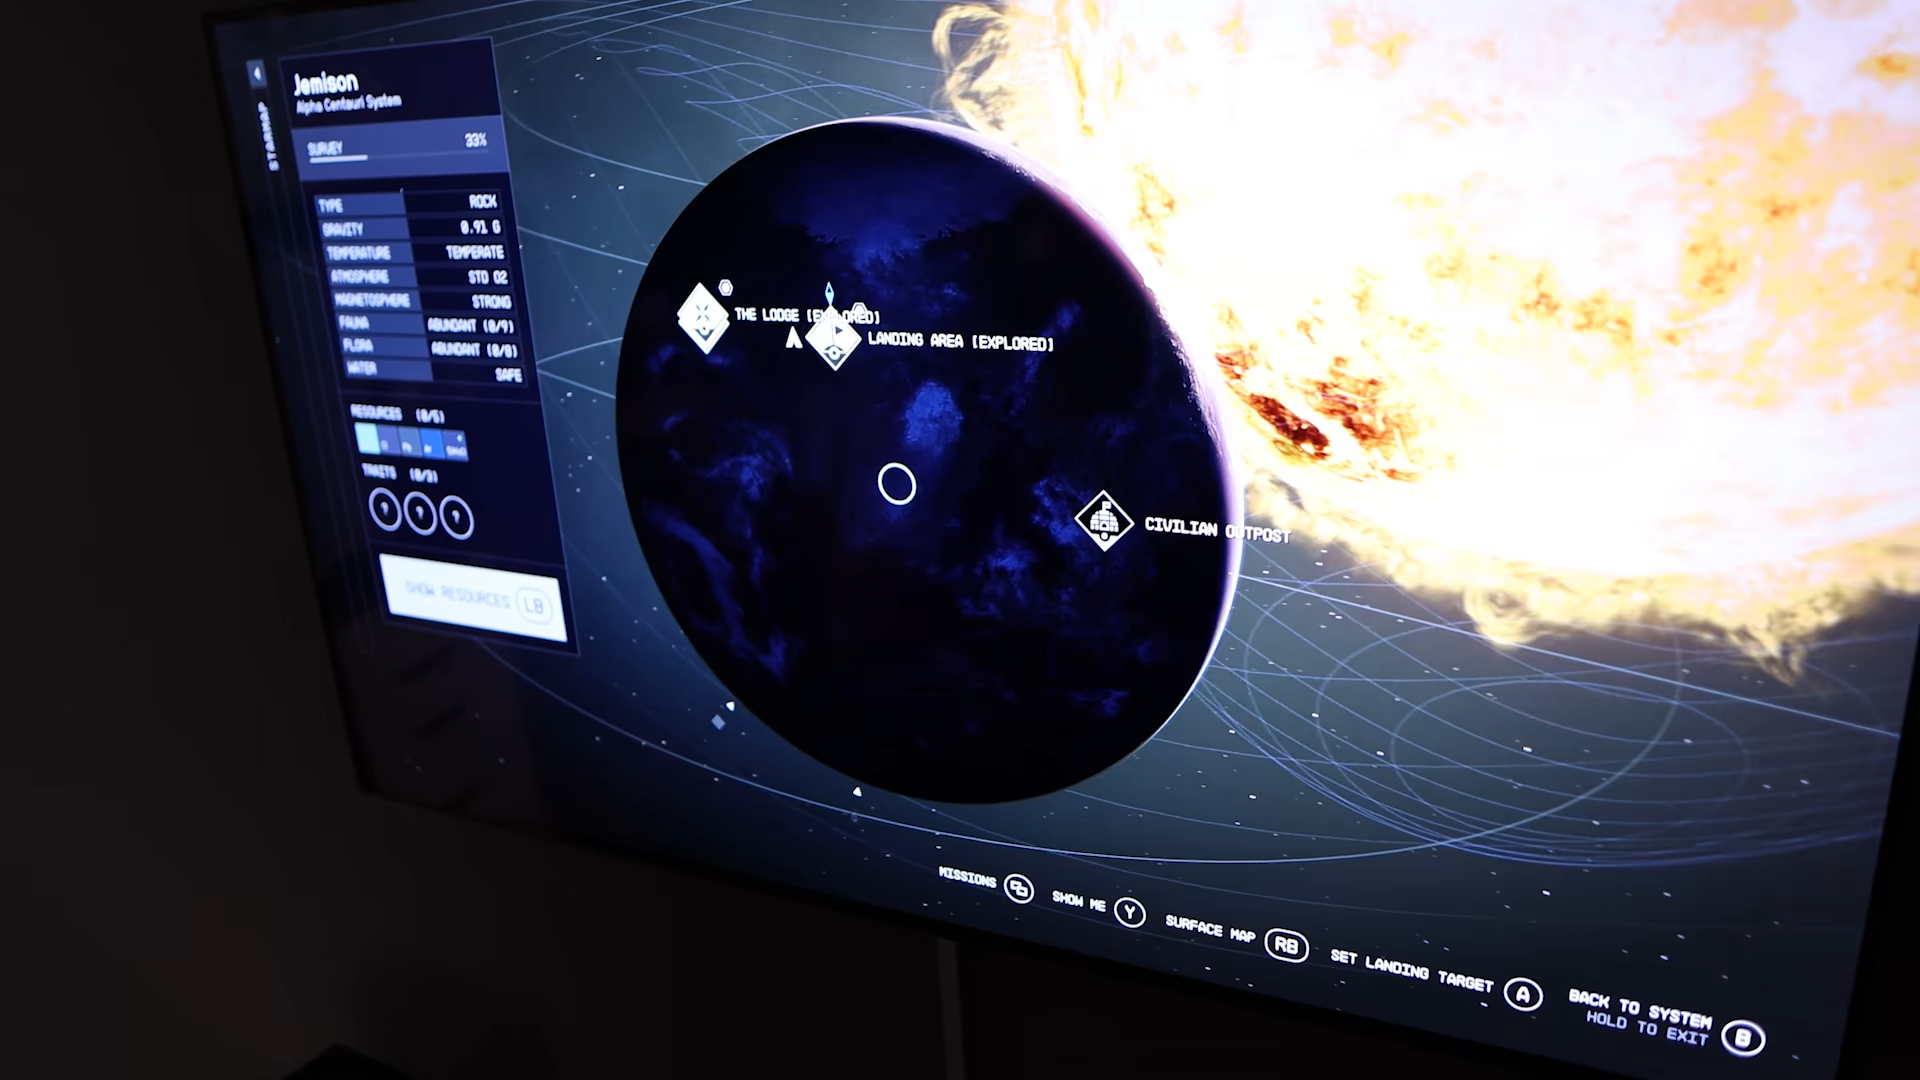 STARMAP
Jemison
Alpha Centauri System
SURVEY 33%
TYPE ROCK
GRAVITY 0.91 G
TEMPERATURE TEMPERATE
ATMOSPHERE STD O2
MAGNETOSPHERE STRONG
FAUNA ABUNDANT (0/9)
FLORA ABUNDANT (0/8)
WATER SAFE
RESOURCES (0/5)
TRAITS (0/3)
? ? ?
SHOW RESOURCES LB
THE LODGE [EXPLORED]
LANDING AREA [EXPLORED]
CIVILIAN OUTPOST
MISSIONS
SHOW ME Y
SURFACE MAP RB
SET LANDING TARGET A
BACK TO SYSTEM B
HOLD TO EXIT